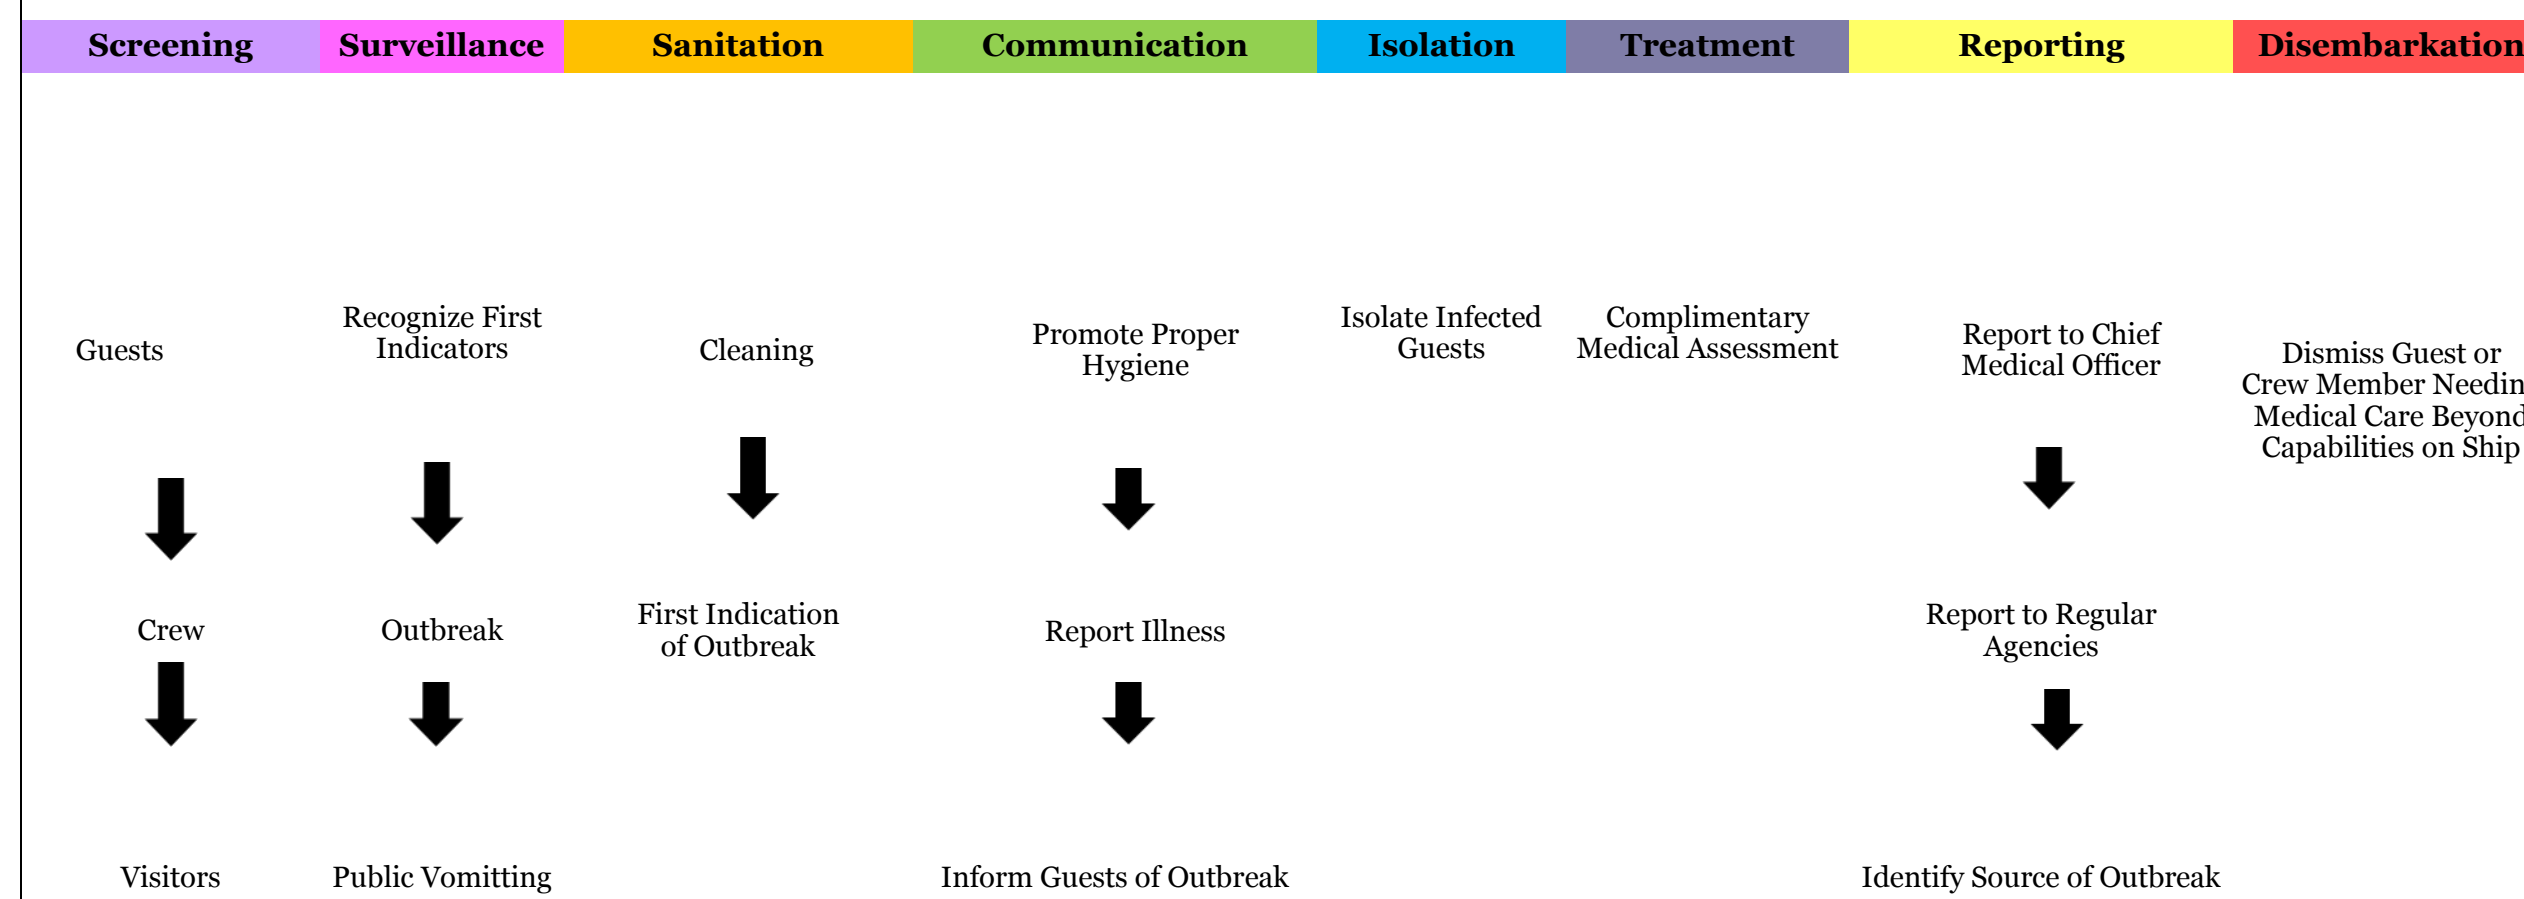 Screening Surveillance Sanitation Communication Isolation Treatment Reporting Disembarkation
Guests
Recognize First
Indicators
Cleaning
Promote Proper
Hygiene
Isolate Infected
Guests
Complimentary
Medical Assessment
Report to Chief
Medical Officer
Dismiss Guest or
Crew Member Needin
Medical Care Beyond
Capabilities on Ship
Crew
Outbreak
First Indication
of Outbreak
Report Illness
Report to Regular
Agencies
Visitors
Public Vomitting
Inform Guests of Outbreak
Identify Source of Outbreak